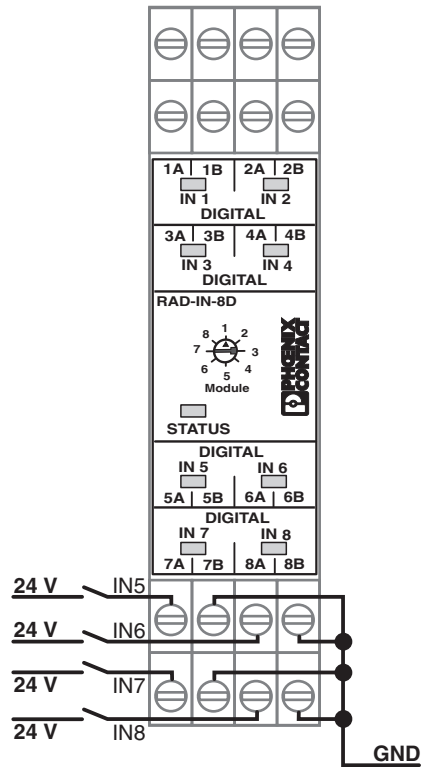 1A 1B 2A 2B
IN 1 IN 2
DIGITAL
3A 3B 4A 4B
IN 3 IN 4
DIGITAL
RAD-IN-8D
1
8 2
7 3
6 4
5
Module
PHŒNIX
CONTACT
STATUS
DIGITAL
IN 5 IN 6
5A 5B 6A 6B
DIGITAL
IN 7 IN 8
7A 7B 8A 8B
24 V IN5
24 V IN6
24 V IN7
24 V IN8
GND